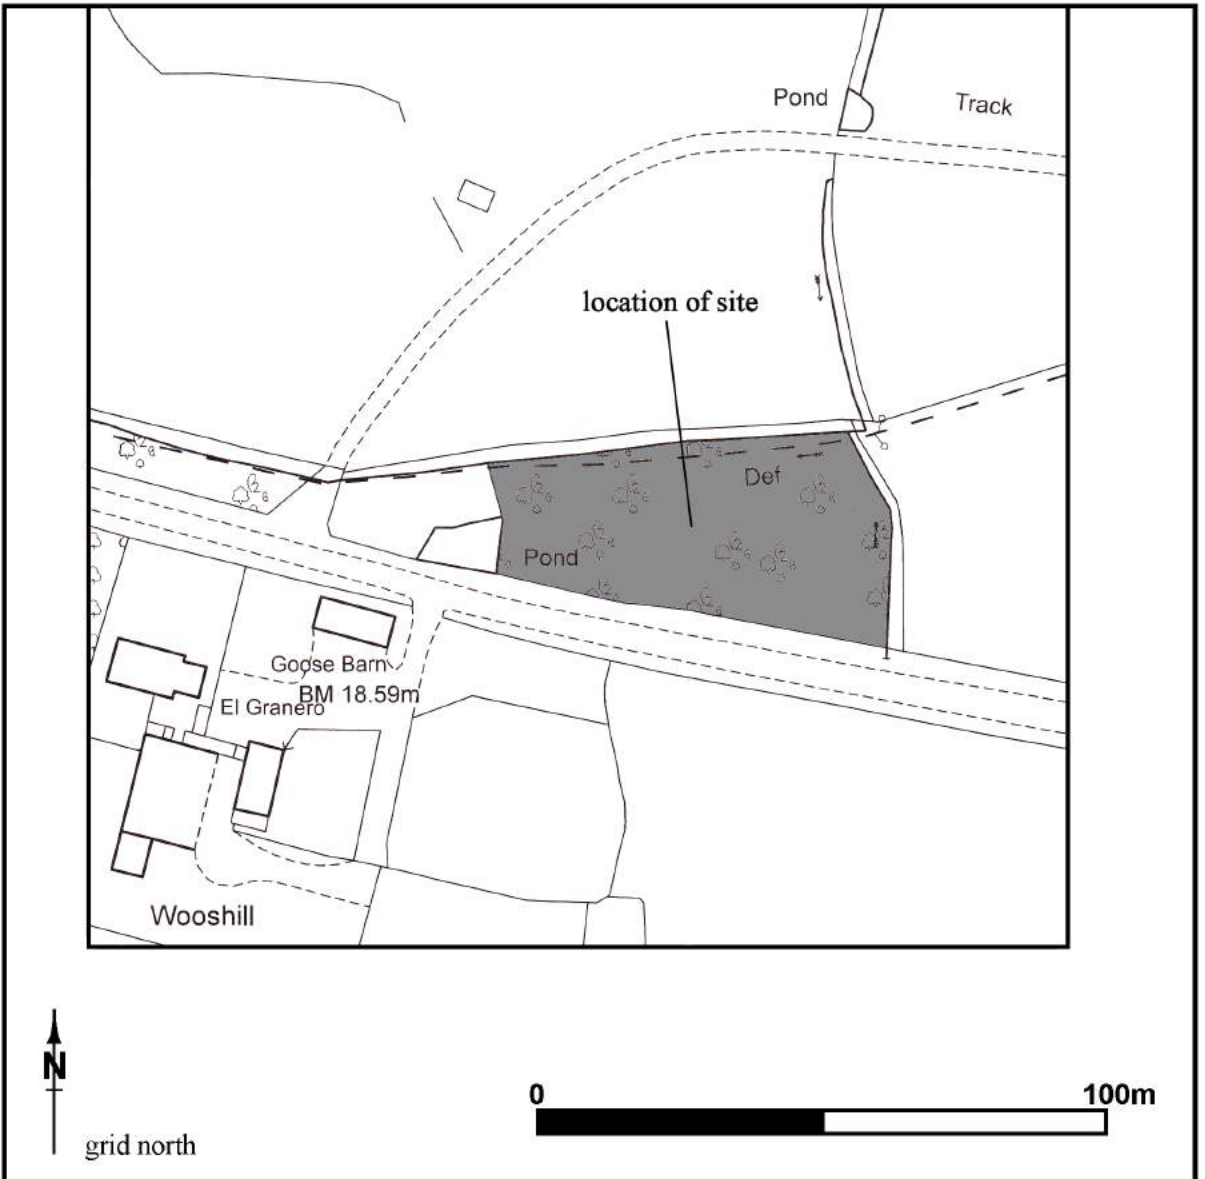 Pond
Track
location of site
Def
Pond
Goose Barn
BM 18.59m
El Granero
Wooshill
N
grid north
0
100m